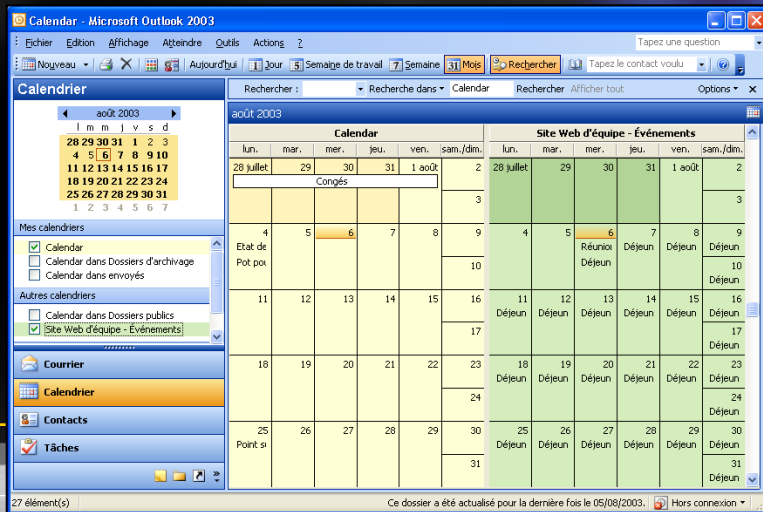 Calendar - Microsoft Outlook 2003
Fichier Edition Affichage Atteindre Outils Actions ? Tapez une question
Nouveau Aujourd'hui 1 Jour 5 Semaine de travail 7 Semaine 31 Mois Rechercher Tapez le contact voulu
Calendrier Rechercher : Rechercher dans Calendar Rechercher Afficher tout Options
août 2003
l m m j v s d
28 29 30 31 1 2 3
4 5 6 7 8 9 10
11 12 13 14 15 16 17
18 19 20 21 22 23 24
25 26 27 28 29 30 31
1 2 3 4 5 6 7
Mes calendriers
Calendar
Calendar dans Dossiers d'archivage
Calendar dans envoyés
Autres calendriers
Calendar dans Dossiers publics
Site Web d'équipe - Événements
Courrier
Calendrier
Contacts
Tâches
août 2003
Calendar
lun. mar. mer. jeu. ven. sam./dim.
28 juillet 29 30 31 1 août 2
Congés
3
4 5 6 7 8 9
Etat de
Pot pou
10
11 12 13 14 15 16
17
18 19 20 21 22 23
24
25 26 27 28 29 30
Point su
31
Site Web d'équipe - Événements
lun. mar. mer. jeu. ven. sam./dim.
28 juillet 29 30 31 1 août 2
3
4 5 6 7 8 9
Réunion Déjeun Déjeun Déjeun
Déjeun 10
Déjeun
11 12 13 14 15 16
Déjeun Déjeun Déjeun Déjeun Déjeun Déjeun
17
Déjeun
18 19 20 21 22 23
Déjeun Déjeun Déjeun Déjeun Déjeun Déjeun
24
Déjeun
25 26 27 28 29 30
Déjeun Déjeun Déjeun Déjeun Déjeun Déjeun
31
Déjeun
27 élément(s) Ce dossier a été actualisé pour la dernière fois le 05/08/2003. Hors connexion